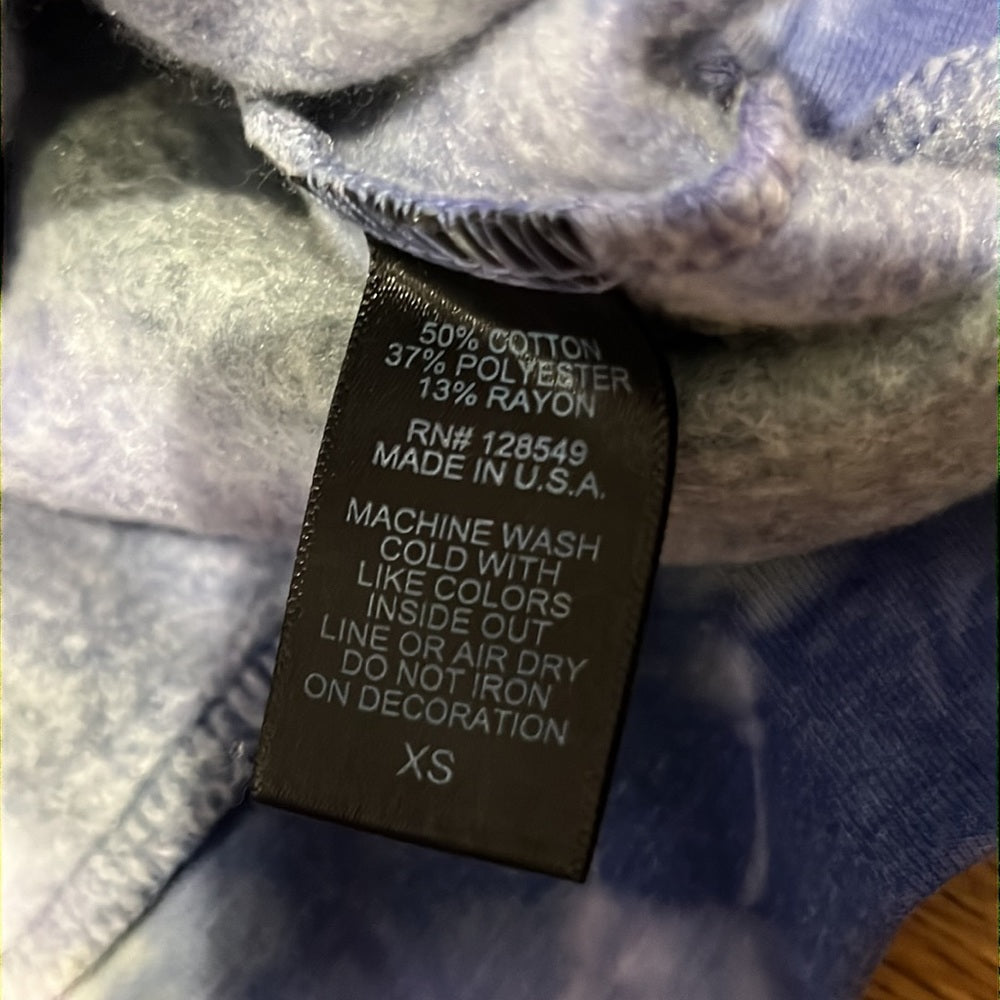 50% COTTON
37% POLYESTER
13% RAYON
RN# 128549
MADE IN U.S.A.
MACHINE WASH
COLD WITH
LIKE COLORS
INSIDE OUT
LINE OR AIR DRY
DO NOT IRON
ON DECORATION
XS